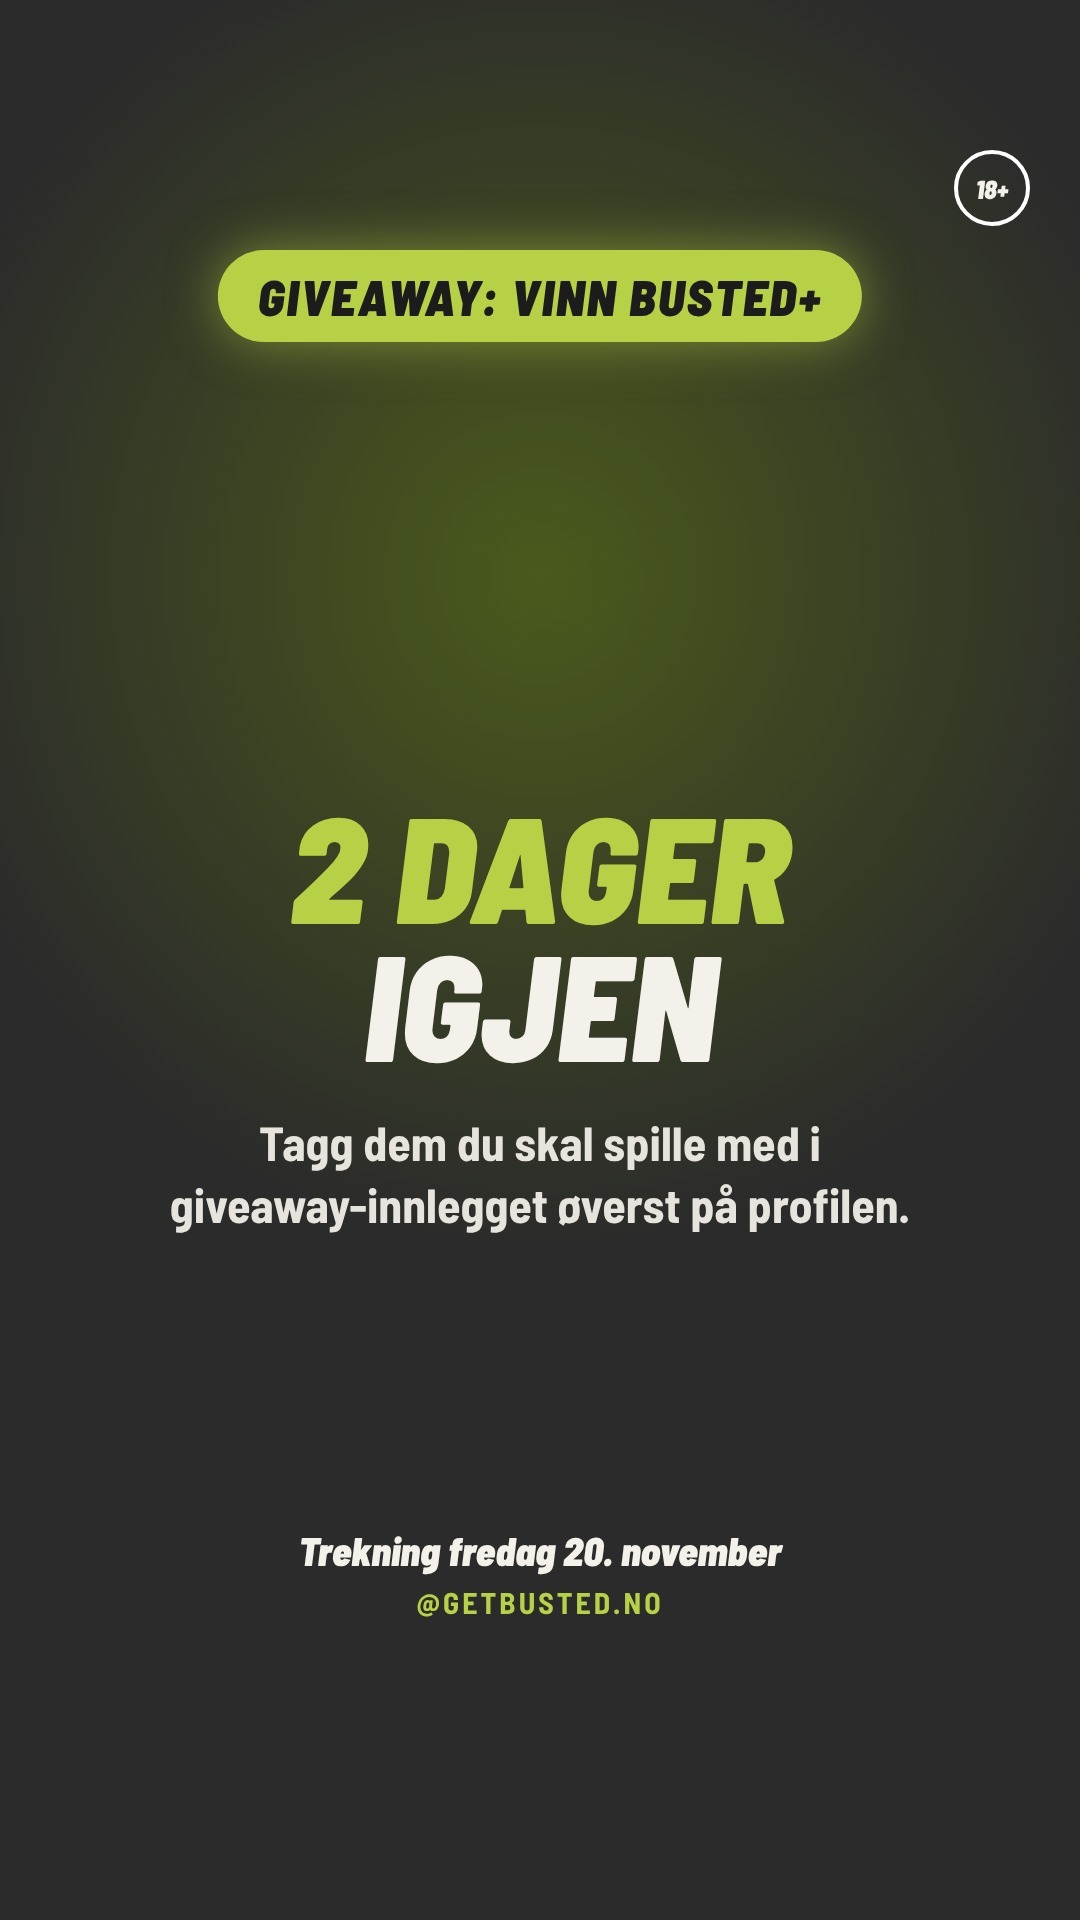 18+
GIVEAWAY: VINN BUSTED+
2 DAGER
IGJEN
Tagg dem du skal spille med i
giveaway-innlegget øverst på profilen.
Trekning fredag 20. november
@GETBUSTED.NO